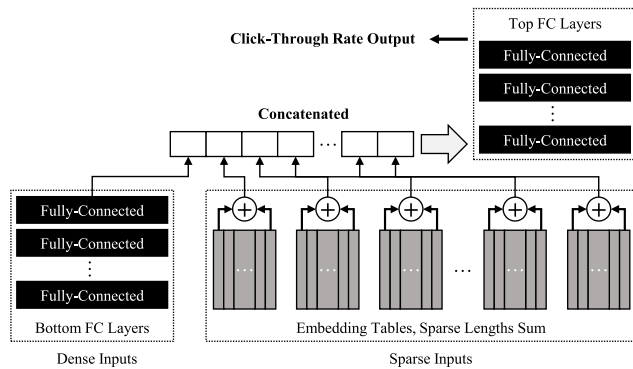 Top FC Layers
Click-Through Rate Output
Fully-Connected
Fully-Connected
⋮
Fully-Connected
Concatenated
...
Fully-Connected
Fully-Connected
⋮
Fully-Connected
Bottom FC Layers
+ + + + +
... ... ... ... ... ...
Embedding Tables, Sparse Lengths Sum
Dense Inputs
Sparse Inputs